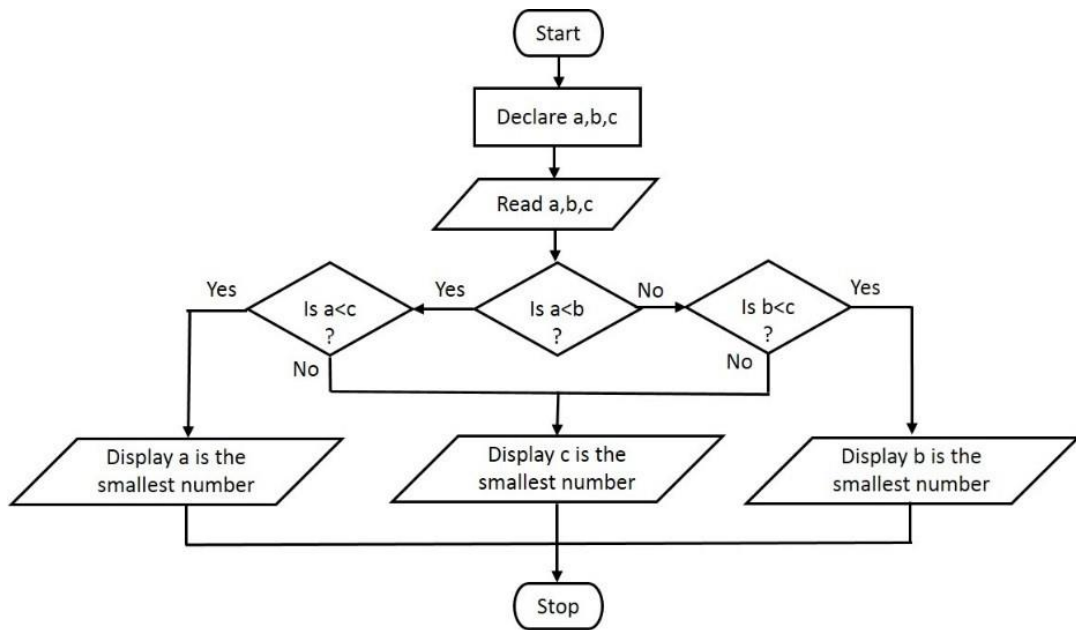 Start
Declare a,b,c
Read a,b,c
Yes
Is a<c
?
Yes
Is a<b
?
No
Is b<c
?
Yes
No
No
Display a is the
smallest number
Display c is the
smallest number
Display b is the
smallest number
Stop